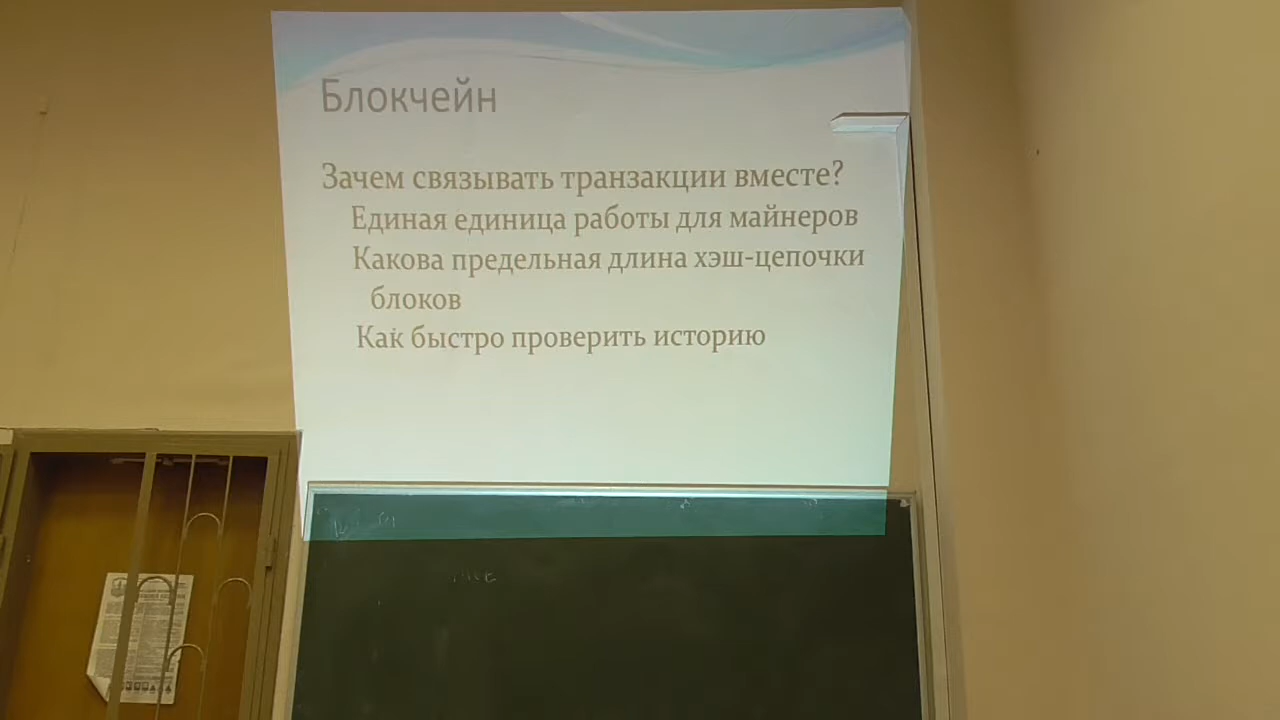 Блокчейн
Зачем связывать транзакции вместе?
Единая единица работы для майнеров
Какова предельная длина хэш-цепочки
блоков
Как быстро проверить историю